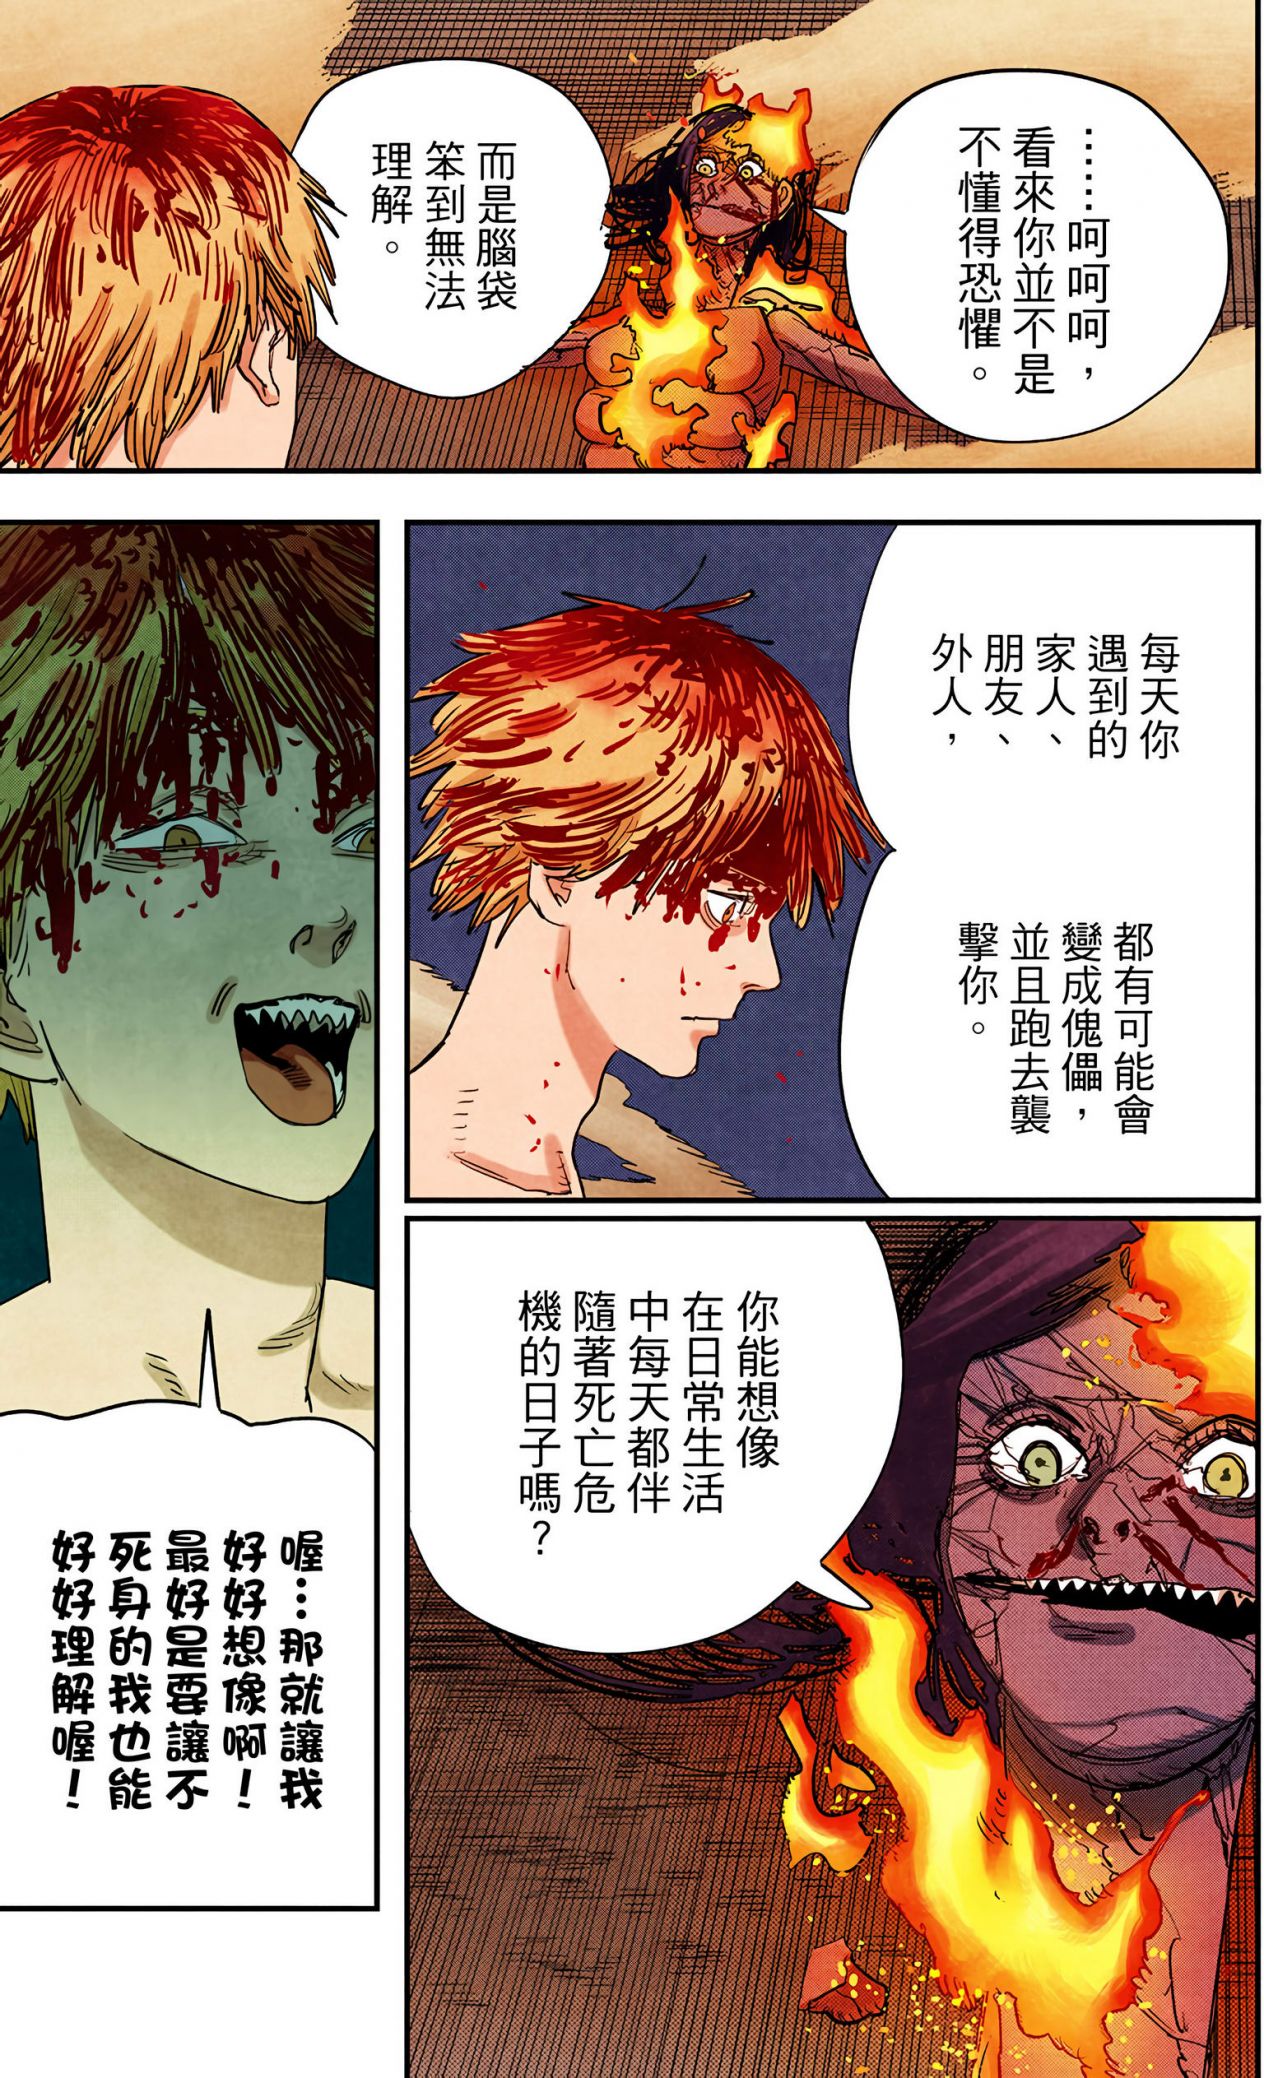 ……呵呵呵，
看來你並不是
不懂得恐懼。
而是腦袋
笨到無法
理解。
每天你
遇到的
家人、
朋友、
外人，
都有可能會
變成傀儡，
並且跑去襲
擊你。
你能想像
在日常生活
中每天都伴
隨著死亡危
機的日子嗎？
喔…那就讓我
好好想像啊！
最好是要讓不
死身的我也能
好好理解喔！